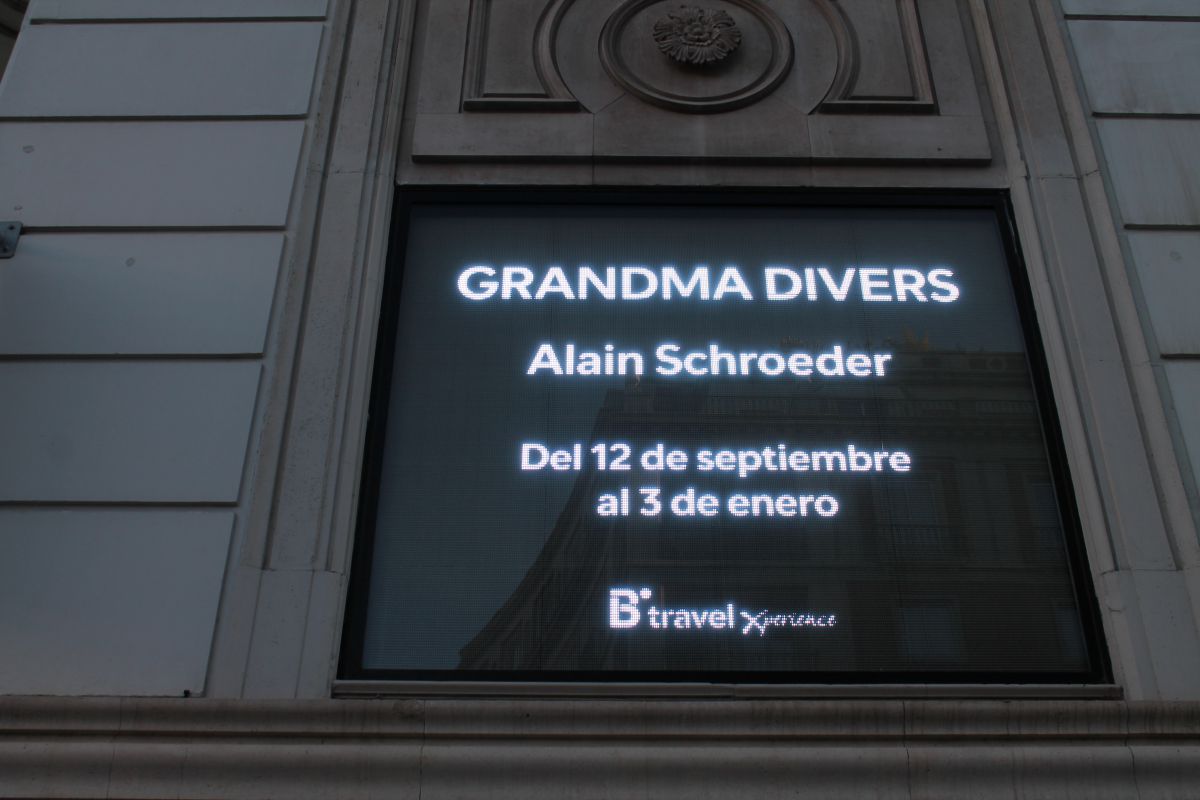 GRANDMA DIVERS
Alain Schroeder
Del 12 de septiembre
al 3 de enero
B travel Xperience